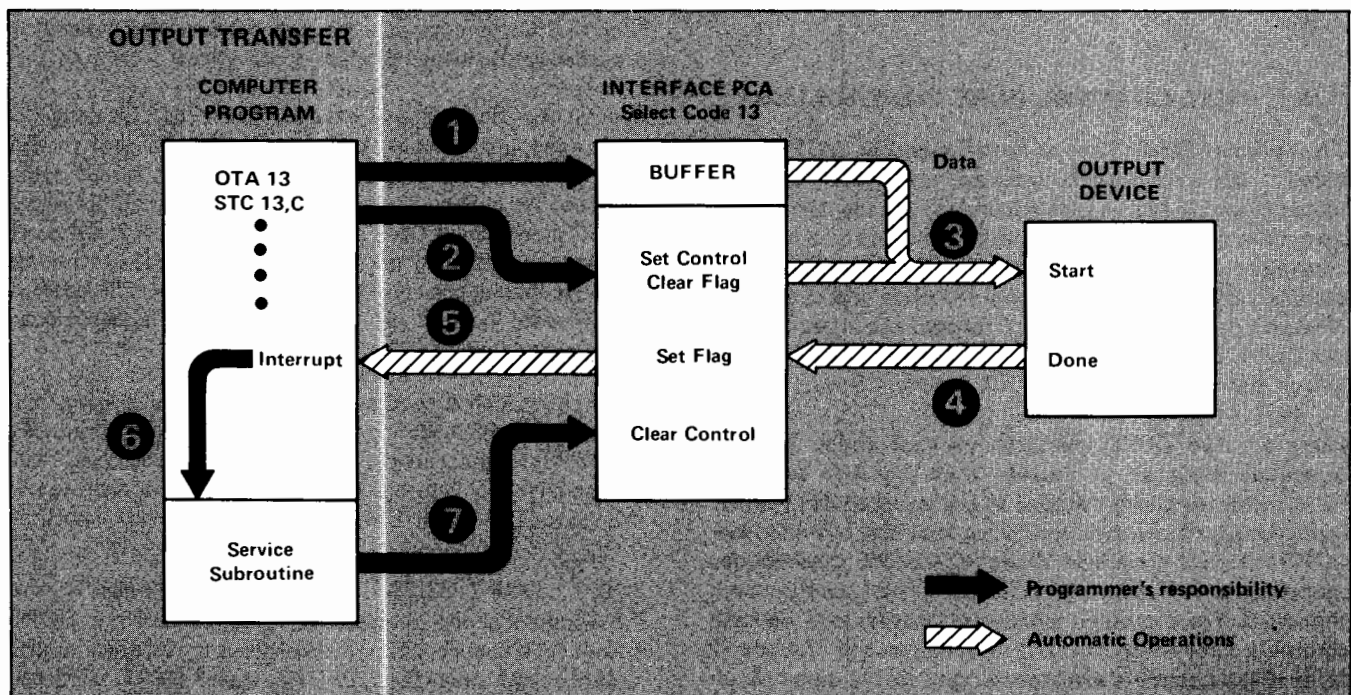 OUTPUT TRANSFER
COMPUTER
PROGRAM
INTERFACE PCA
Select Code 13
1
OTA 13
STC 13,C
BUFFER
Data
OUTPUT
DEVICE
2
Set Control
Clear Flag
3
Start
5
Interrupt
Set Flag
Done
4
6
Clear Control
7
Service
Subroutine
Programmer's responsibility
Automatic Operations